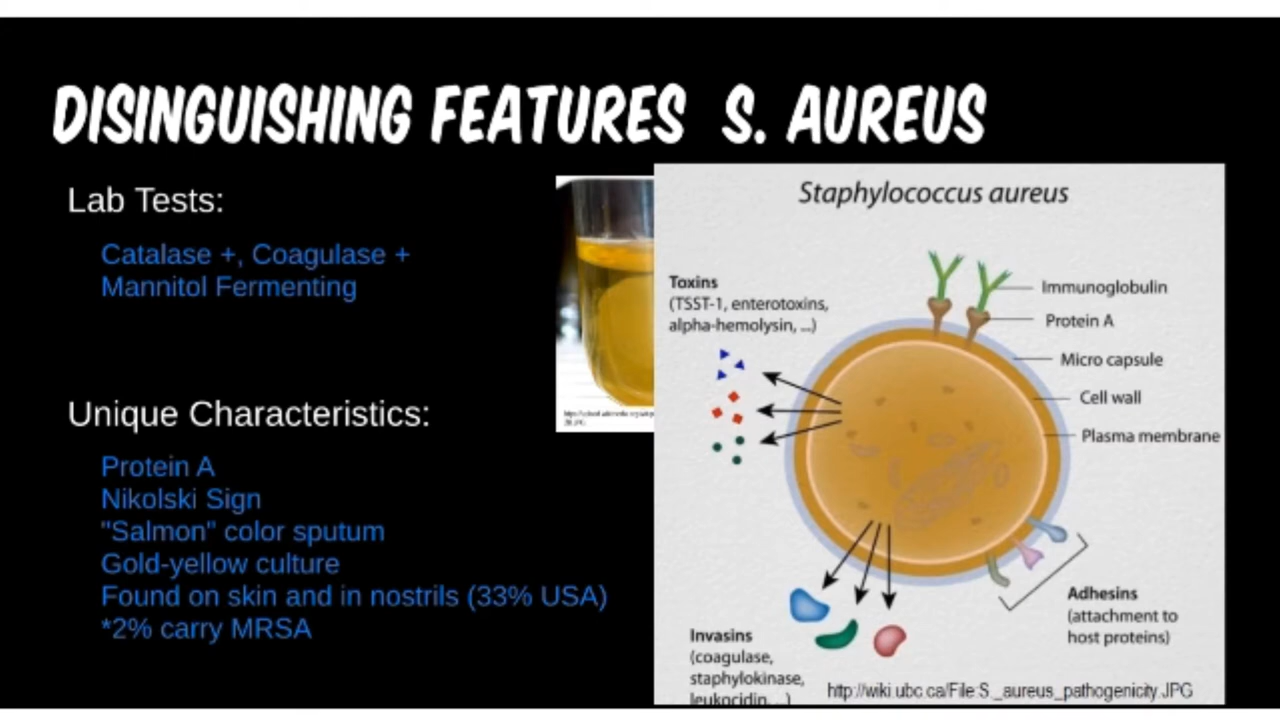 DISINGUISHING FEATURES S. AUREUS
Lab Tests:
Catalase +, Coagulase +
Mannitol Fermenting
Unique Characteristics:
Protein A
Nikolski Sign
"Salmon" color sputum
Gold-yellow culture
Found on skin and in nostrils (33% USA)
*2% carry MRSA
Staphylococcus aureus
Toxins
(TSST-1, enterotoxins,
alpha-hemolysin, ...)
Immunoglobulin
Protein A
Micro capsule
Cell wall
Plasma membrane
Adhesins
(attachment to
host proteins)
Invasins
(coagulase,
staphylokinase,
leukocidin, ...)
http://wiki.ubc.ca/File:S._aureus_pathogenicity.JPG